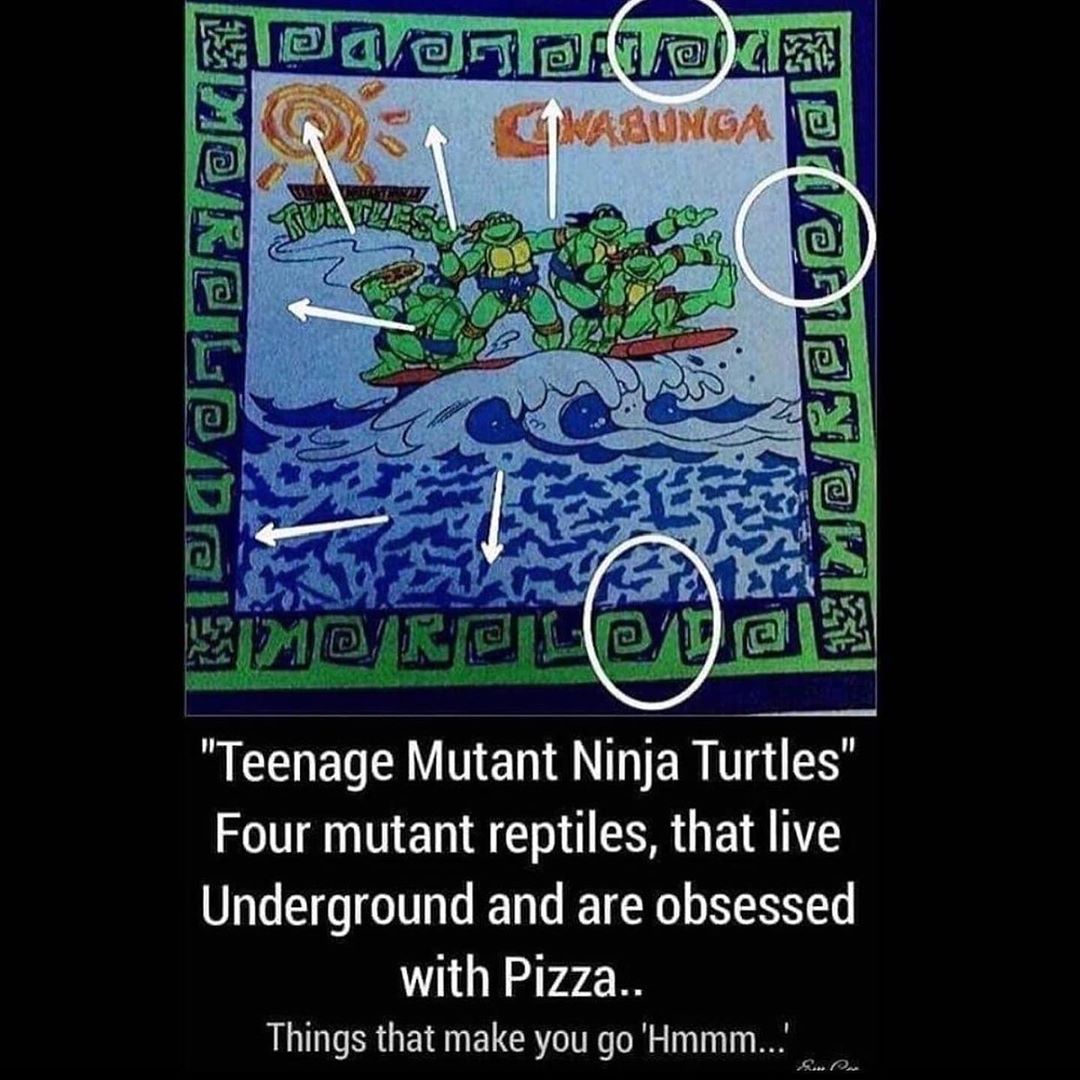 COWABUNGA
TURTLES
"Teenage Mutant Ninja Turtles"
Four mutant reptiles, that live
Underground and are obsessed
with Pizza..
Things that make you go 'Hmmm...'